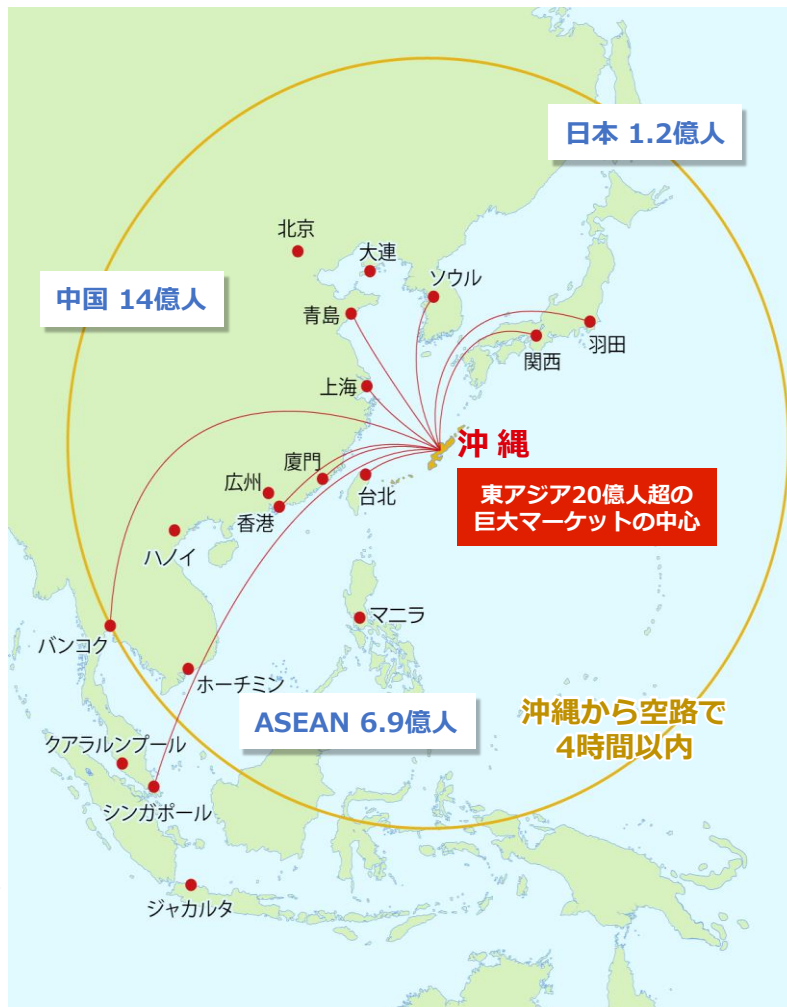 日本 1.2億人
北京
大連
ソウル
中国 14億人
青島
羽田
関西
上海
沖縄
廈門
広州
台北
香港
東アジア20億人超の
巨大マーケットの中心
ハノイ
マニラ
バンコク
ホーチミン
ASEAN 6.9億人
沖縄から空路で
4時間以内
クアラルンプール
シンガポール
ジャカルタ